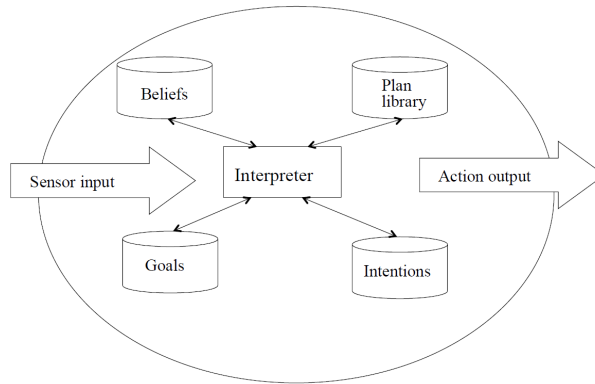 Beliefs
Plan
library
Sensor input
Interpreter
Action output
Goals
Intentions